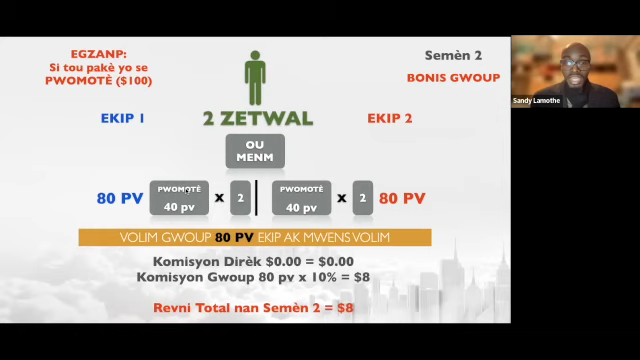 EGZANP:
Si tou pakè yo se
PWOMOTÈ ($100)
Semèn 2
BONIS GWOUP
Sandy Lamothe
EKIP 1
2 ZETWAL
EKIP 2
OU
MENM
80 PV
PWOMOTÈ
40 pv
x
2
PWOMOTÈ
40 pv
x
2
80 PV
VOLIM GWOUP 80 PV EKIP AK MWENS VOLIM
Komisyon Dirèk $0.00 = $0.00
Komisyon Gwoup 80 pv x 10% = $8
Revni Total nan Semèn 2 = $8